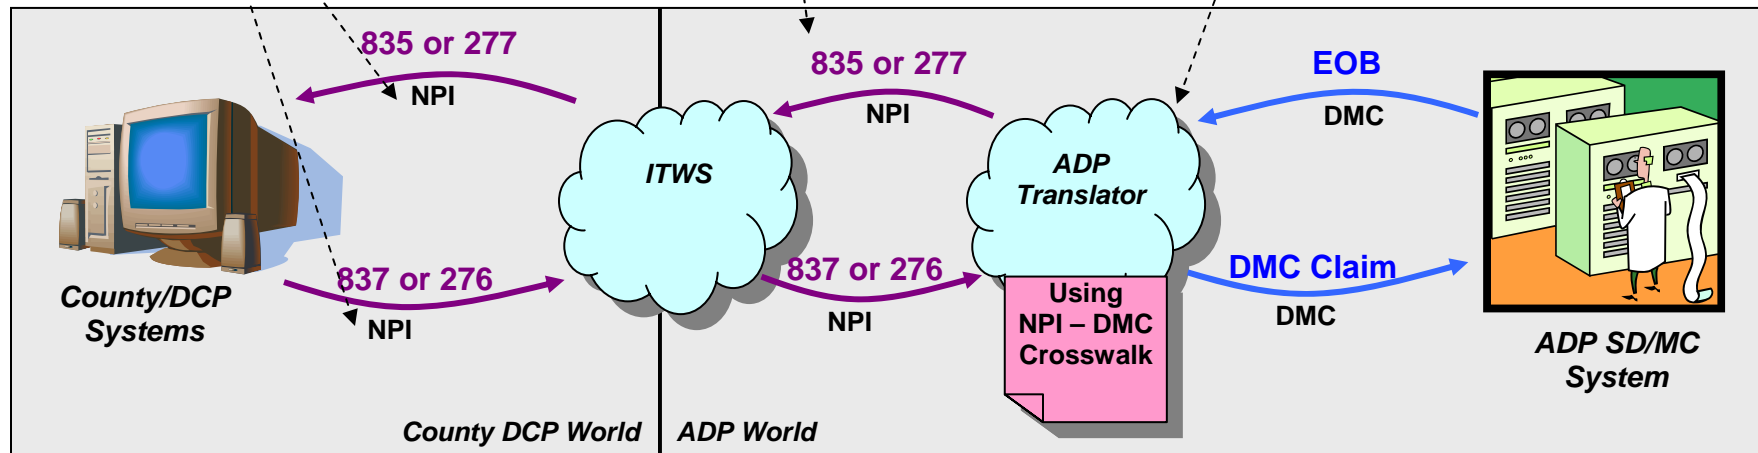 835 or 277
NPI
835 or 277
NPI
EOB
DMC
ITWS
ADP
Translator
837 or 276
NPI
837 or 276
NPI
DMC Claim
DMC
Using
NPI – DMC
Crosswalk
County/DCP
Systems
ADP SD/MC
System
County DCP World
ADP World